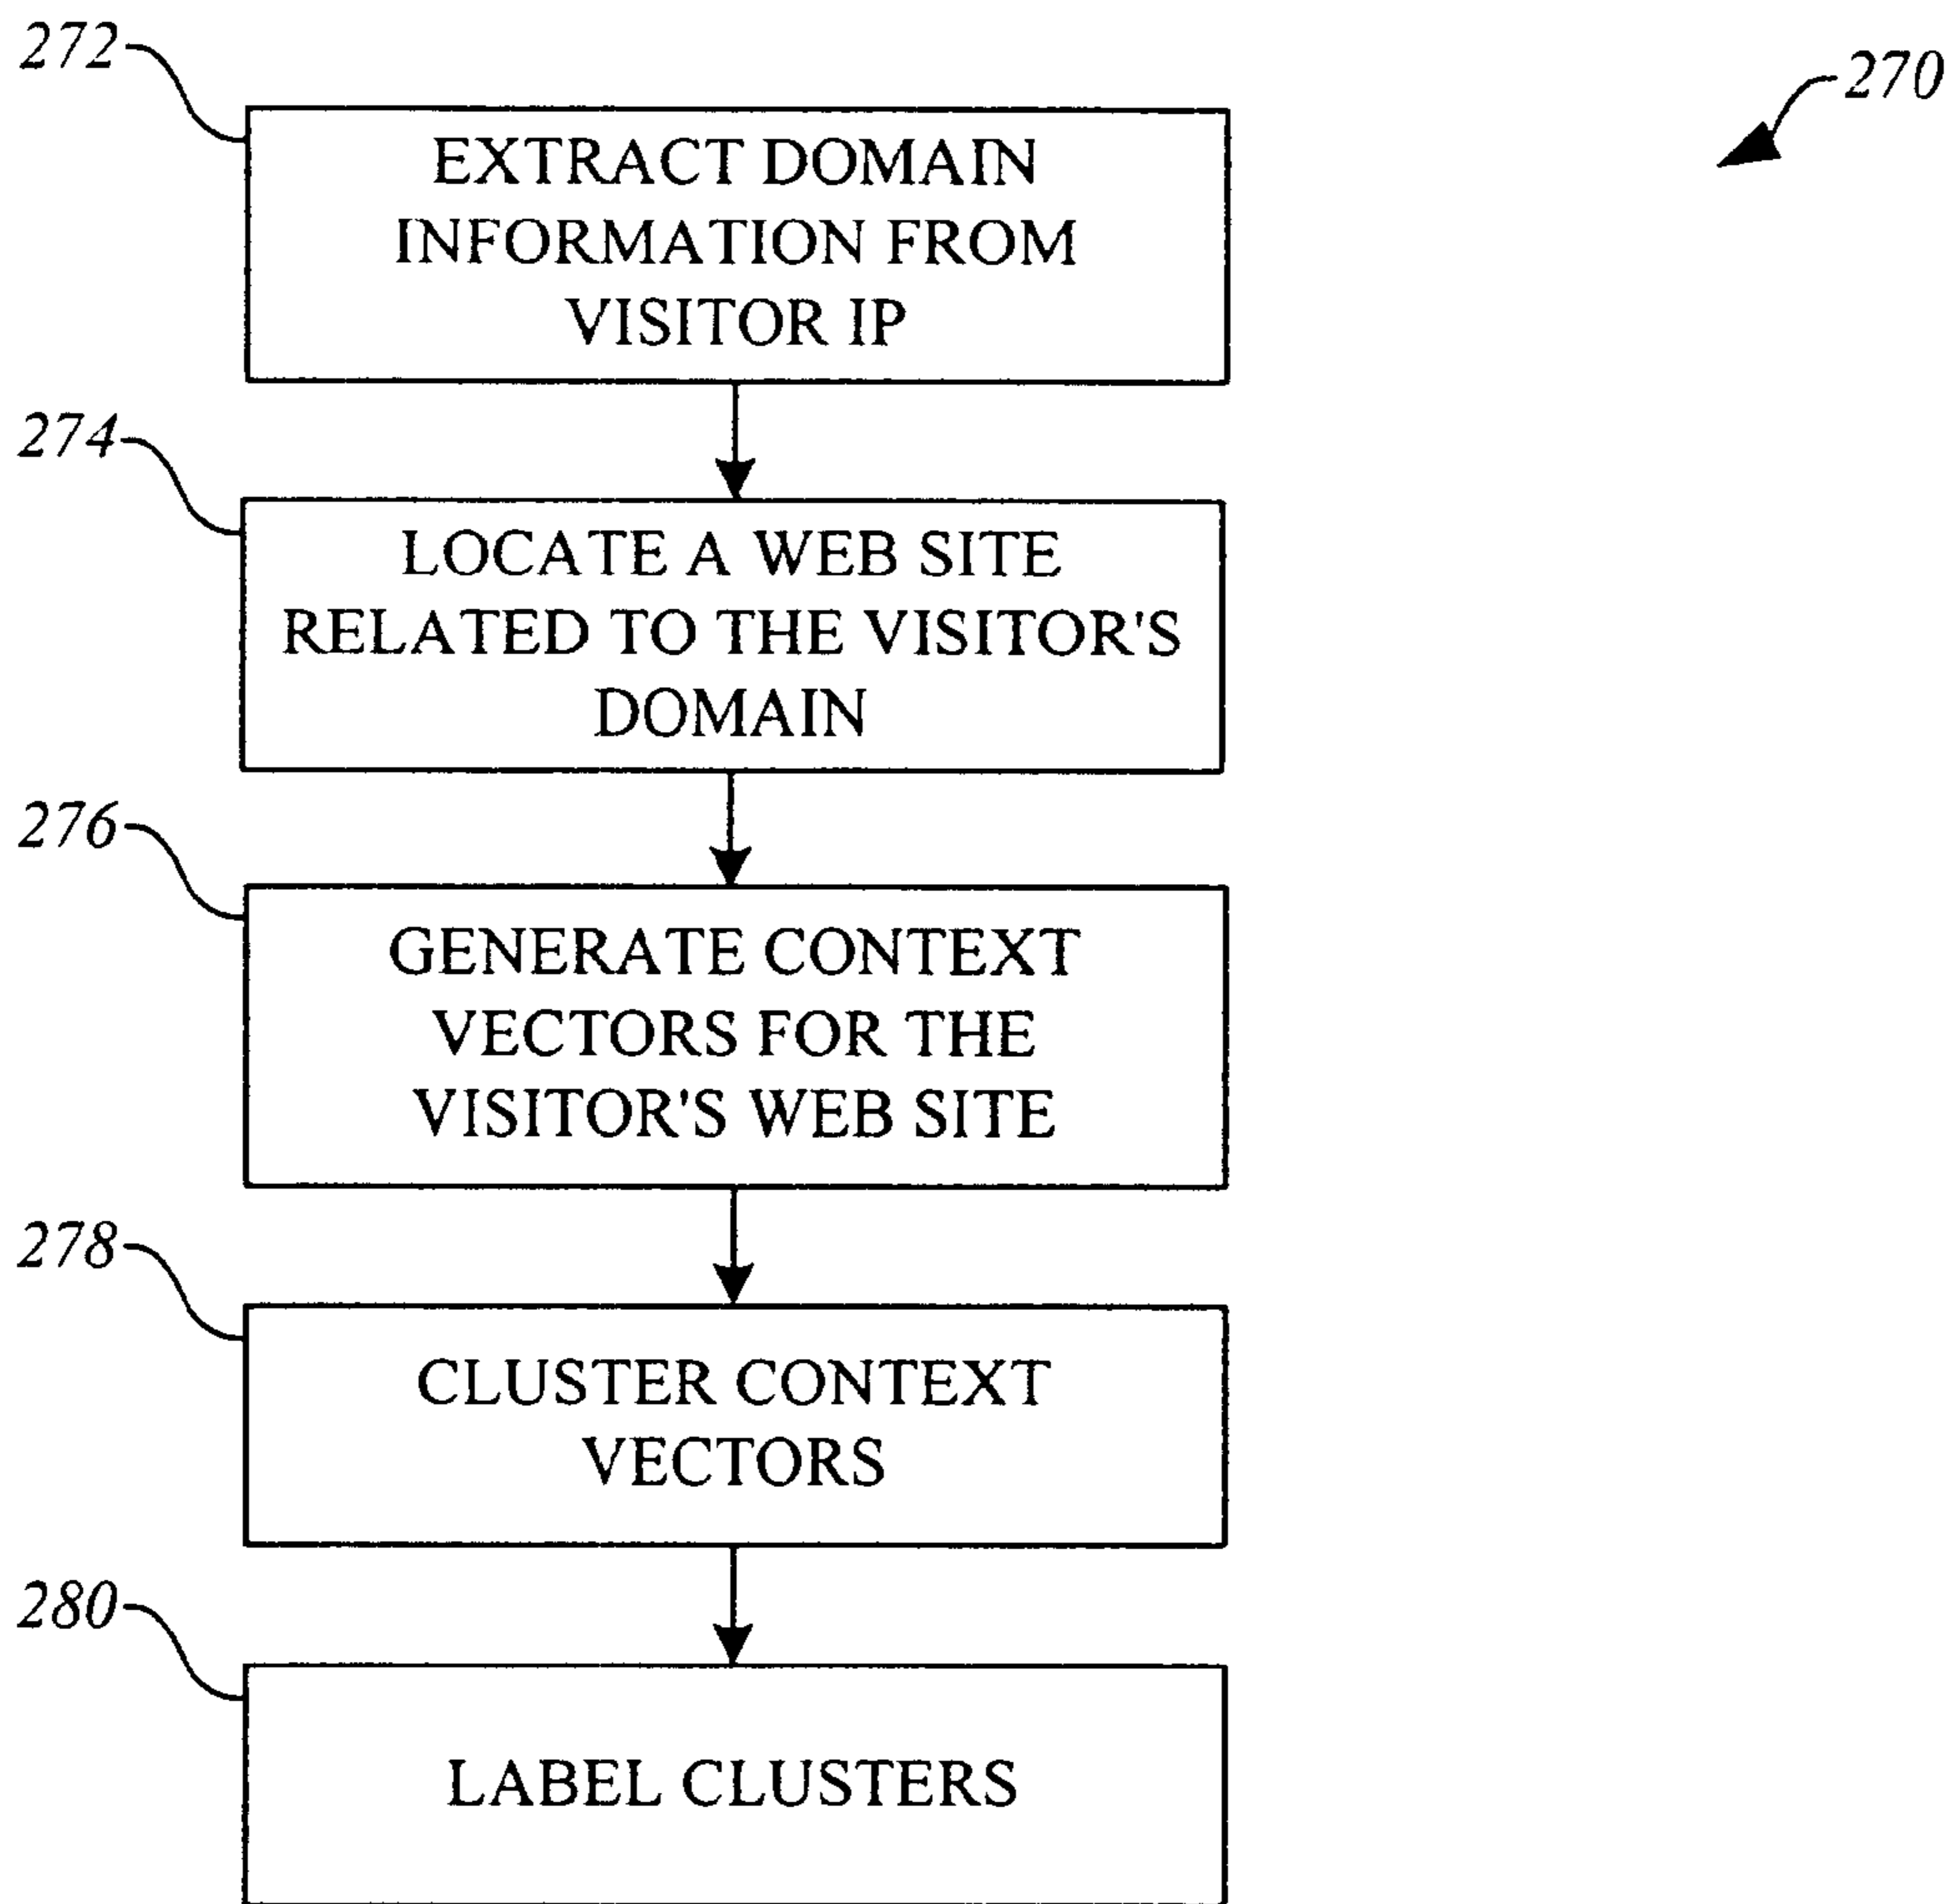 272
270
EXTRACT DOMAIN
INFORMATION FROM
VISITOR IP
274
LOCATE A WEB SITE
RELATED TO THE VISITOR'S
DOMAIN
276
GENERATE CONTEXT
VECTORS FOR THE
VISITOR'S WEB SITE
278
CLUSTER CONTEXT
VECTORS
280
LABEL CLUSTERS